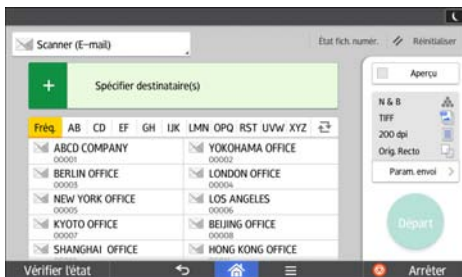 Scanner (E-mail)
État fich. numér.
Réinitialiser
Spécifier destinataire(s)
Aperçu
Fréq. AB CD EF GH IJK LMN OPQ RST UVW XYZ
ABCD COMPANY
00001
YOKOHAMA OFFICE
00002
BERLIN OFFICE
00003
LONDON OFFICE
00004
NEW YORK OFFICE
00005
LOS ANGELES
00006
KYOTO OFFICE
00007
BEIJING OFFICE
00008
SHANGHAI OFFICE
HONG KONG OFFICE
N & B
TIFF
200 dpi
Orig. Recto
Param. envoi
Départ
Vérifier l'état
Arrêter